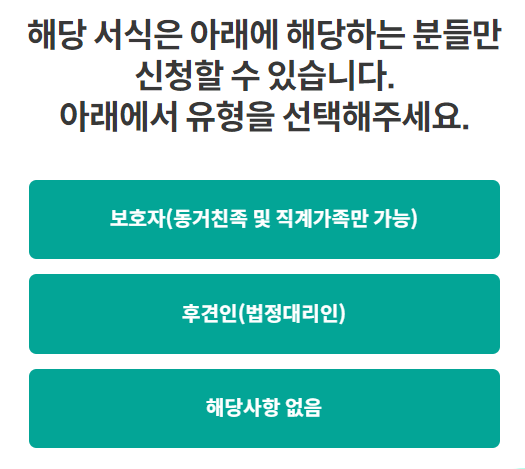 해당 서식은 아래에 해당하는 분들만
신청할 수 있습니다.
아래에서 유형을 선택해주세요.
보호자(동거친족 및 직계가족만 가능)
후견인(법정대리인)
해당사항 없음